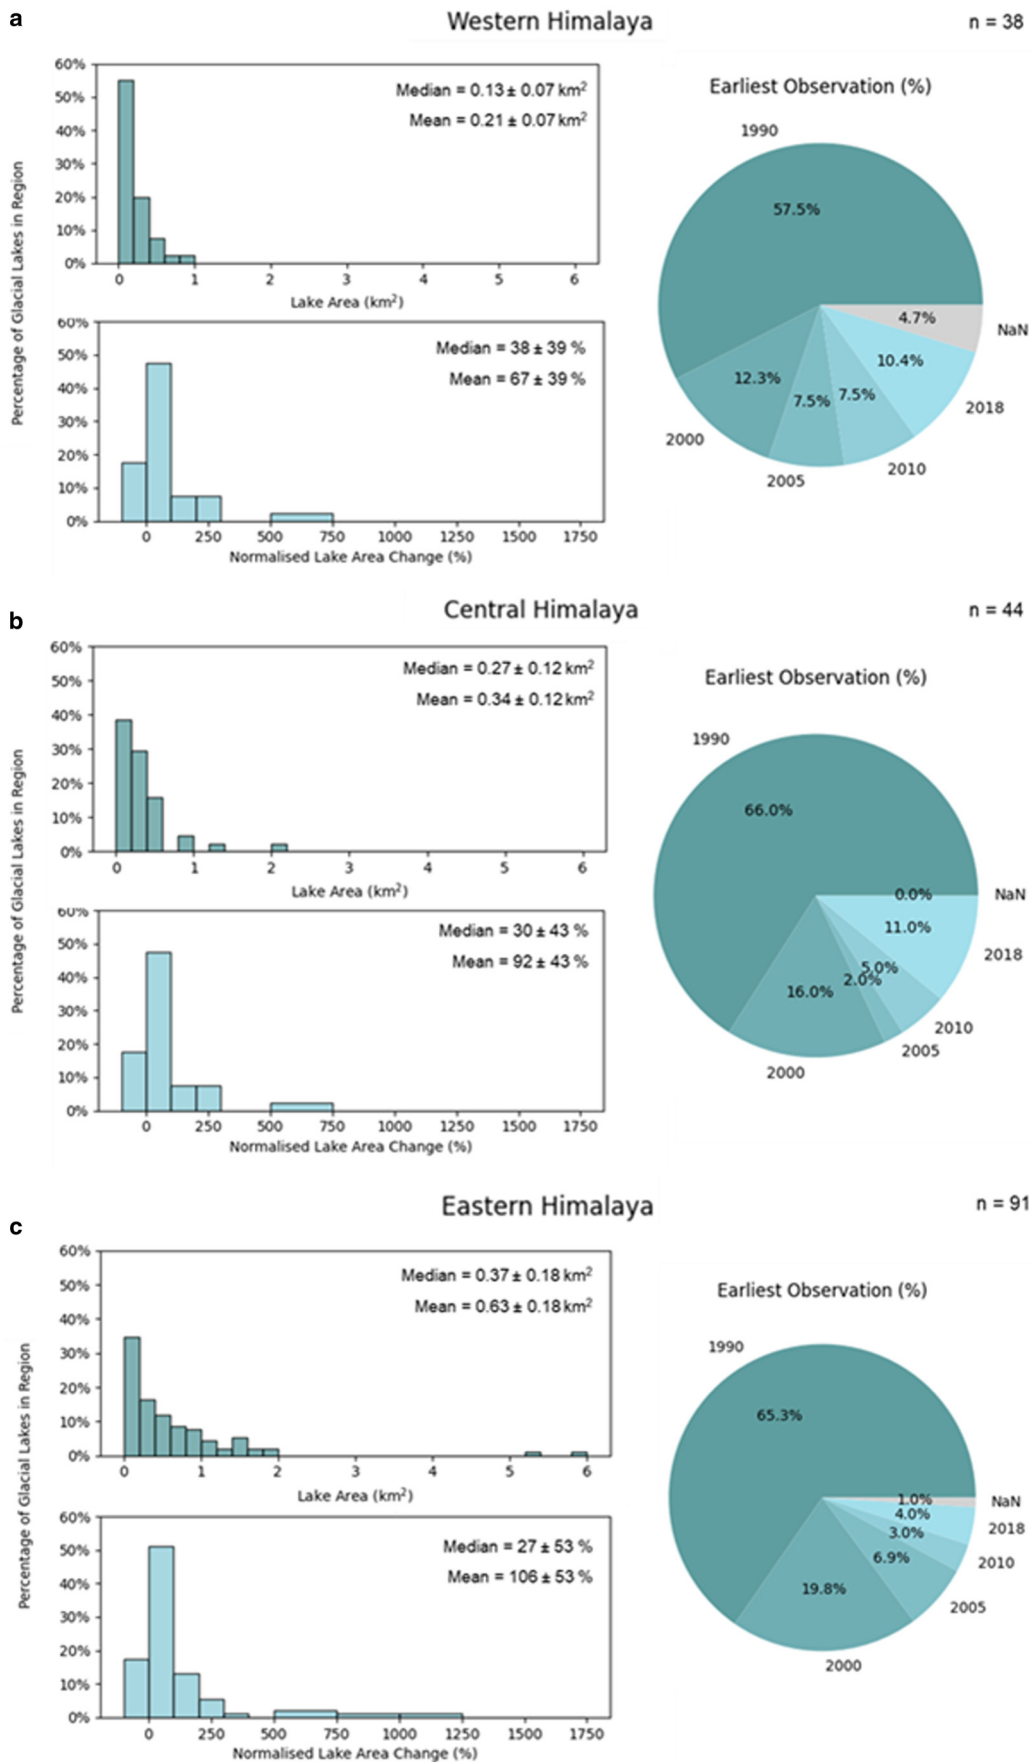 a
Western Himalaya
n = 38
Percentage of Glacial Lakes in Region
60%
50%
40%
30%
20%
10%
0%
Median = 0.13 ± 0.07 km²
Mean = 0.21 ± 0.07 km²
0 1 2 3 4 5 6
Lake Area (km²)
60%
50%
40%
30%
20%
10%
0%
Median = 38 ± 39 %
Mean = 67 ± 39 %
0 250 500 750 1000 1250 1500 1750
Normalised Lake Area Change (%)
Earliest Observation (%)
1990
57.5%
4.7%
NaN
10.4%
12.3%
7.5%
7.5%
2018
2000
2010
2005
b
Central Himalaya
n = 44
Percentage of Glacial Lakes in Region
60%
50%
40%
30%
20%
10%
0%
Median = 0.27 ± 0.12 km²
Mean = 0.34 ± 0.12 km²
0 1 2 3 4 5 6
Lake Area (km²)
60%
50%
40%
30%
20%
10%
0%
Median = 30 ± 43 %
Mean = 92 ± 43 %
0 250 500 750 1000 1250 1500 1750
Normalised Lake Area Change (%)
Earliest Observation (%)
1990
66.0%
0.0%
NaN
11.0%
2018
5.0%
2.0%
16.0%
2010
2005
2000
c
Eastern Himalaya
n = 91
Percentage of Glacial Lakes in Region
60%
50%
40%
30%
20%
10%
0%
Median = 0.37 ± 0.18 km²
Mean = 0.63 ± 0.18 km²
0 1 2 3 4 5 6
Lake Area (km²)
60%
50%
40%
30%
20%
10%
0%
Median = 27 ± 53 %
Mean = 106 ± 53 %
0 250 500 750 1000 1250 1500 1750
Normalised Lake Area Change (%)
Earliest Observation (%)
1990
65.3%
1.0%
NaN
4.0%
2018
3.0%
2010
6.9%
19.8%
2005
2000